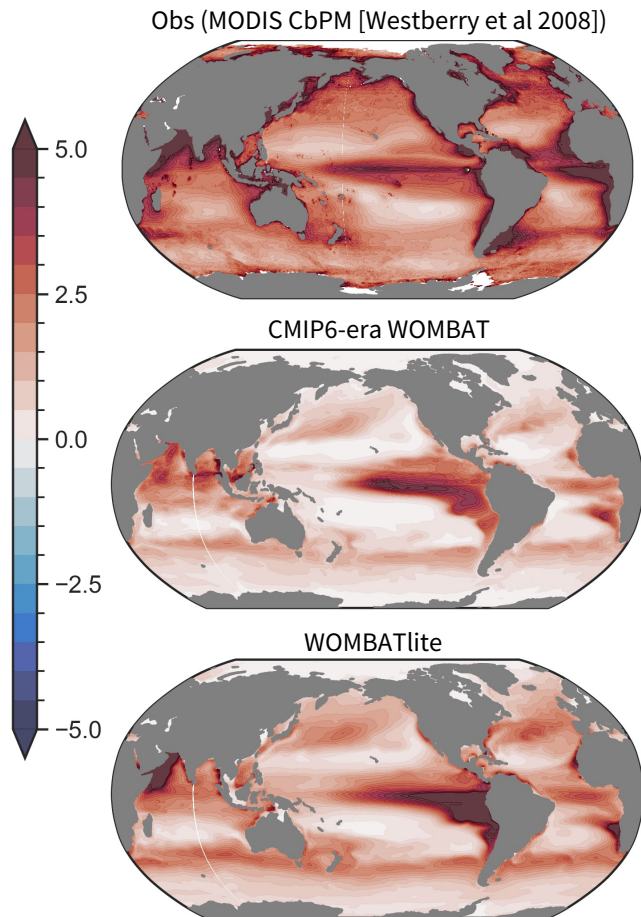 Obs (MODIS CbPM [Westberry et al 2008])
5.0
2.5
0.0
−2.5
−5.0
CMIP6-era WOMBAT
WOMBATlite